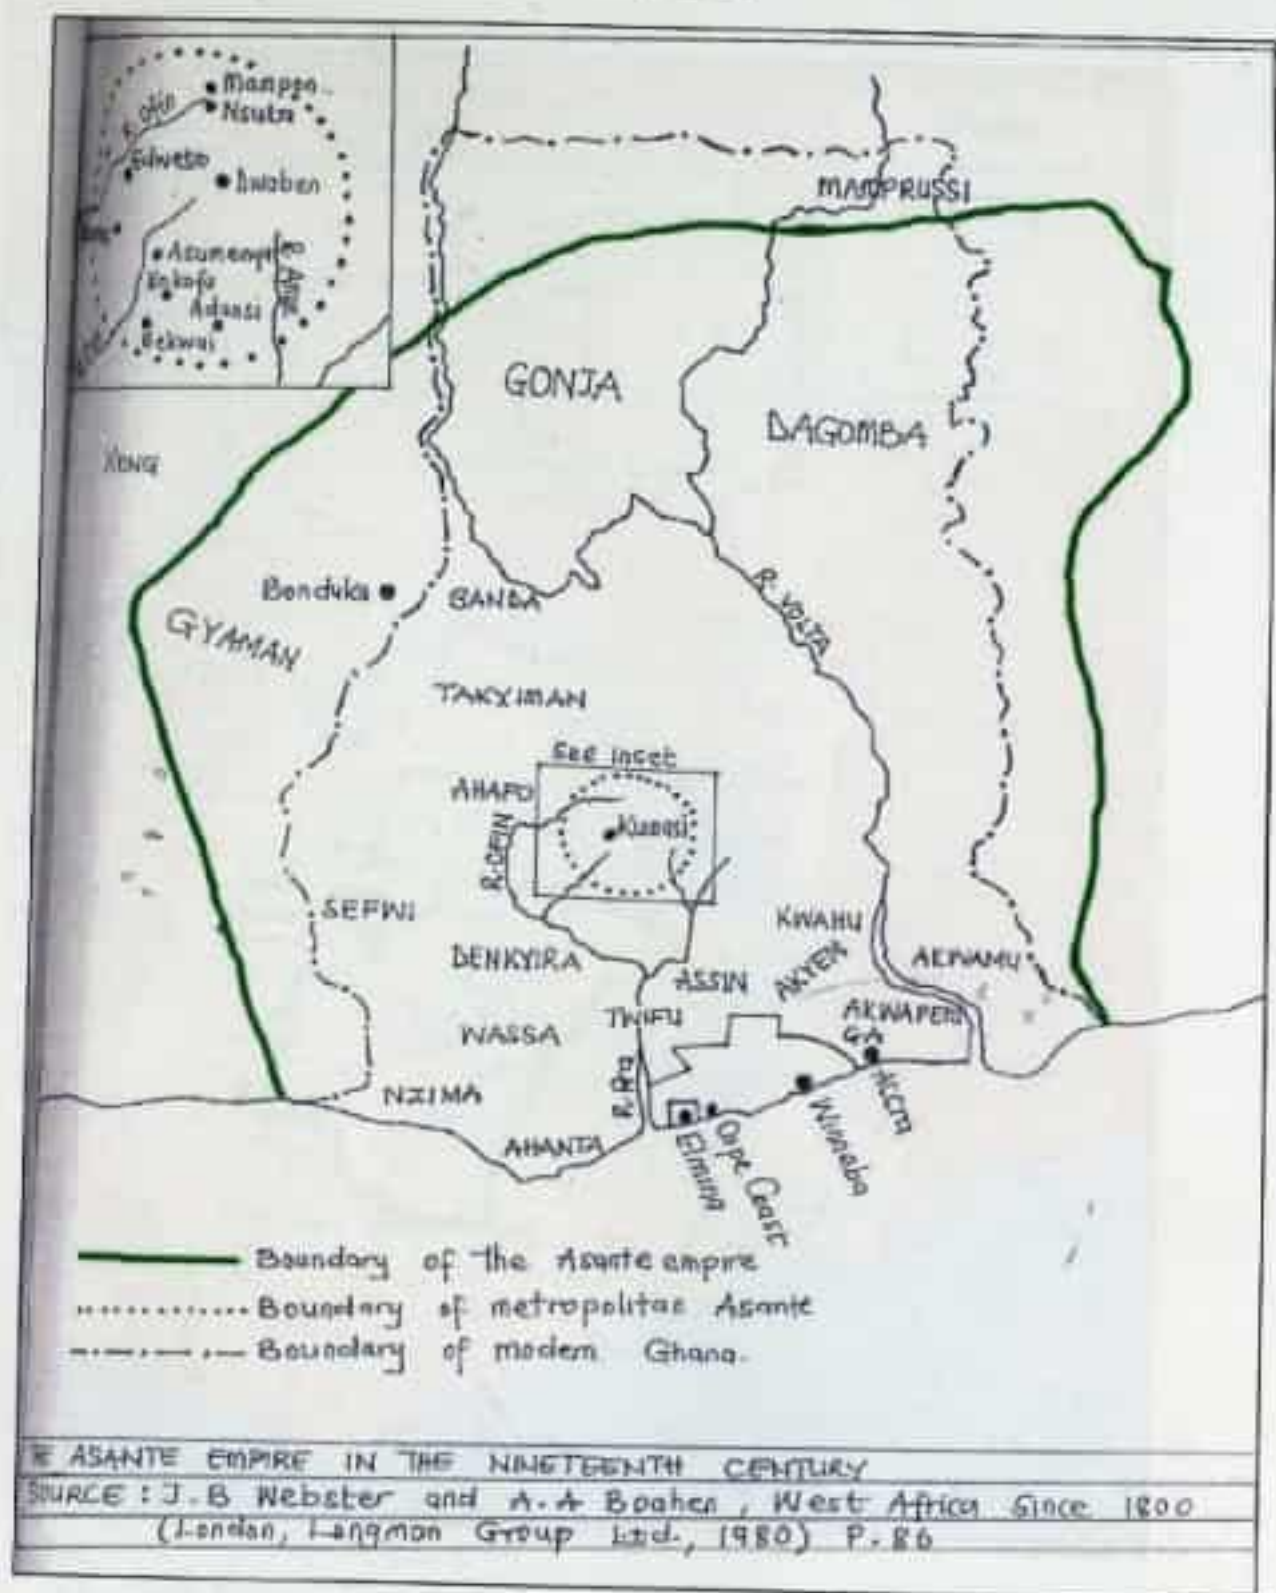 Mampon
Nsutra
R. Ofin
Edweso
Dwaben
Asumengi
Kokofu
Adansi
Bekwai
MAMPRUSSI
GONJA
DAGOMBA
KONG
Bonduku
BANDA
GYAMAN
R. VOLTA
TAKYIMAN
See inset
AHAFO
Kumasi
R. OFIN
SEFWI
KWAHU
DENKYIRA
ASSIN
AKYEM
AKWAMU
WASSA
TWIFU
AKWAPEM
GA
NZIMA
R. Pra
Accra
AHANTA
Elmina
Cape Coast
Winneba
Boundary of the Asante empire
Boundary of metropolitan Asante
Boundary of modern Ghana.
ASANTE EMPIRE IN THE NINETEENTH CENTURY
SOURCE : J.B Webster and A.A Boahen, West Africa Since 1800
(London, Longman Group Ltd., 1980) P.86